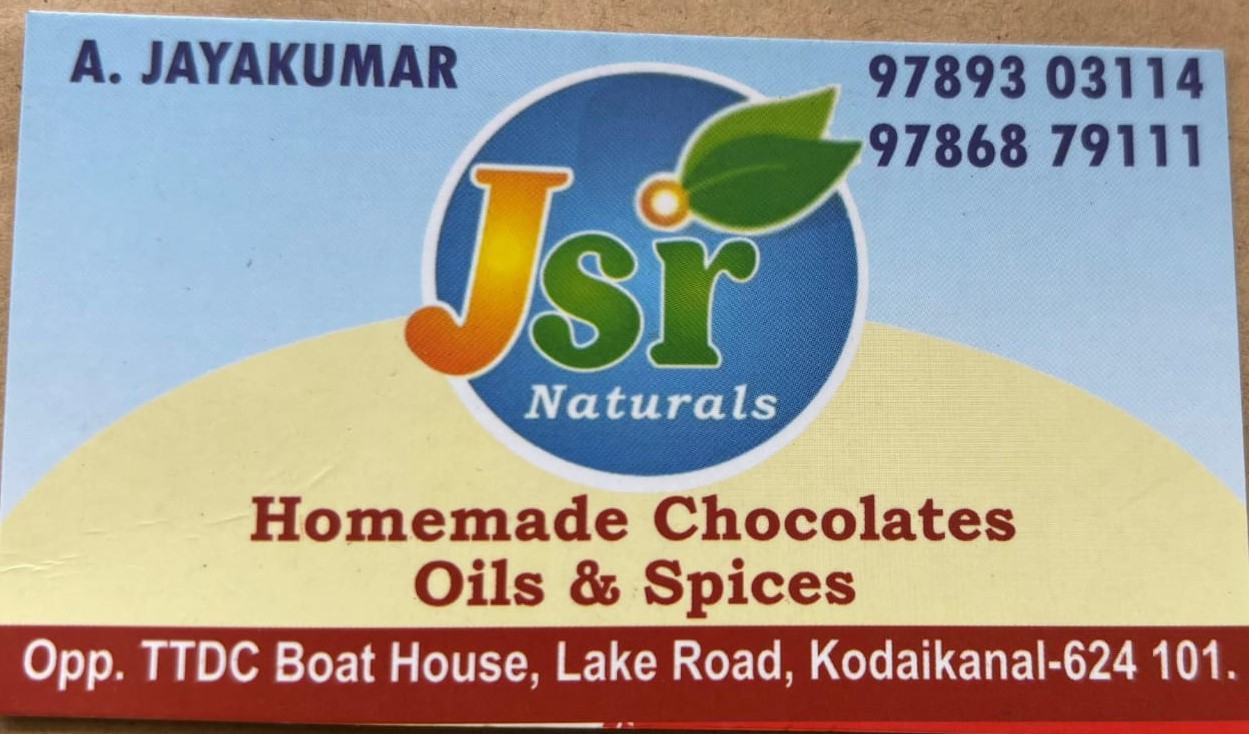 A. JAYAKUMAR
97893 03114
97868 79111
Jsr
Naturals
Homemade Chocolates
Oils & Spices
Opp. TTDC Boat House, Lake Road, Kodaikanal-624 101.